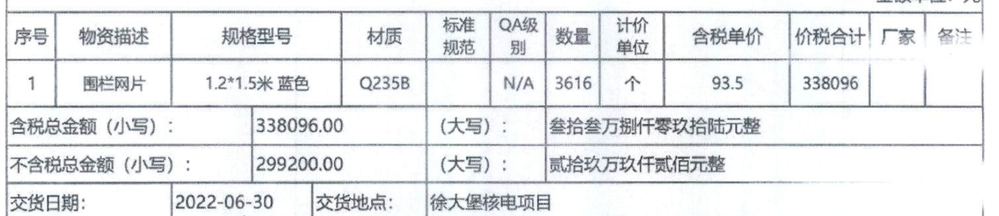 序号 物资描述 规格型号 材质 标准规范 QA级别 数量 计价单位 含税单价 价税合计 厂家 备注
1 围栏网片 1.2*1.5米 蓝色 Q235B N/A 3616 个 93.5 338096
含税总金额（小写）： 338096.00 （大写）： 叁拾叁万捌仟零玖拾陆元整
不含税总金额（小写）： 299200.00 （大写）： 贰拾玖万玖仟贰佰元整
交货日期: 2022-06-30 交货地点: 徐大堡核电项目